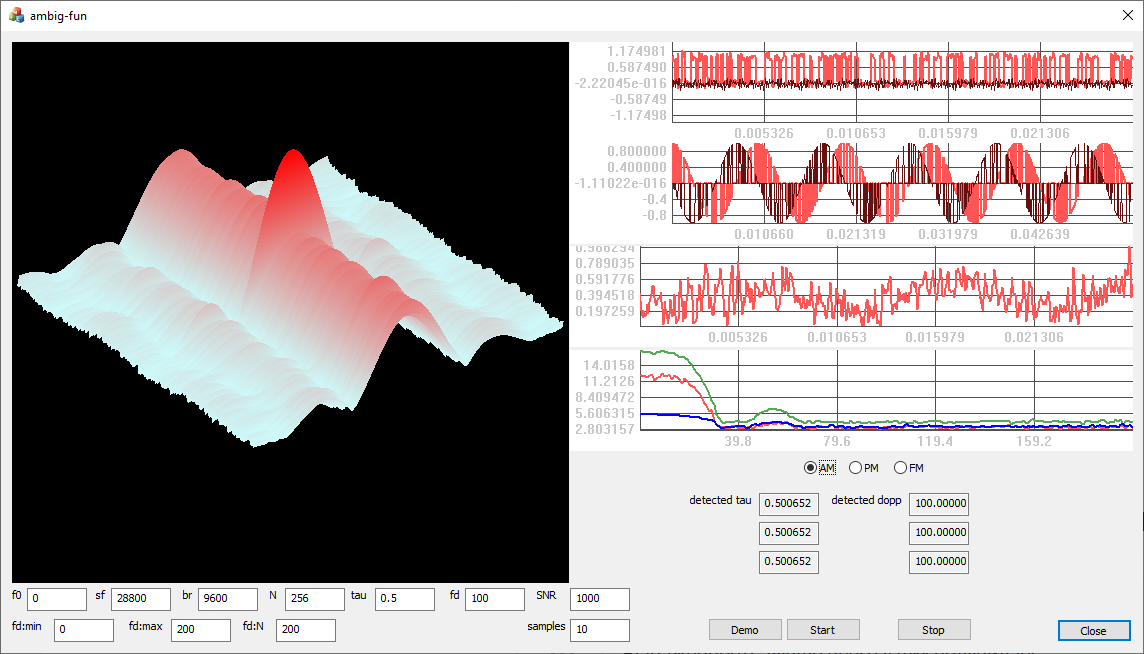 ambig-fun
1.174981
0.587490
-2.22045e-016
-0.58749
-1.17498
0.005326 0.010653 0.015979 0.021306
0.800000
0.400000
-1.11022e-016
-0.4
-0.8
0.010660 0.021319 0.031979 0.042639
0.986294
0.789035
0.591776
0.394518
0.197259
0.005326 0.010653 0.015979 0.021306
14.0158
11.2126
8.409472
5.606315
2.803157
39.8 79.6 119.4 159.2
AM PM FM
detected tau 0.500652 detected dopp 100.00000
0.500652 100.00000
0.500652 100.00000
f0 0 sf 28800 br 9600 N 256 tau 0.5 fd 100 SNR 1000
fd:min 0 fd:max 200 fd:N 200 samples 10
Demo Start Stop Close